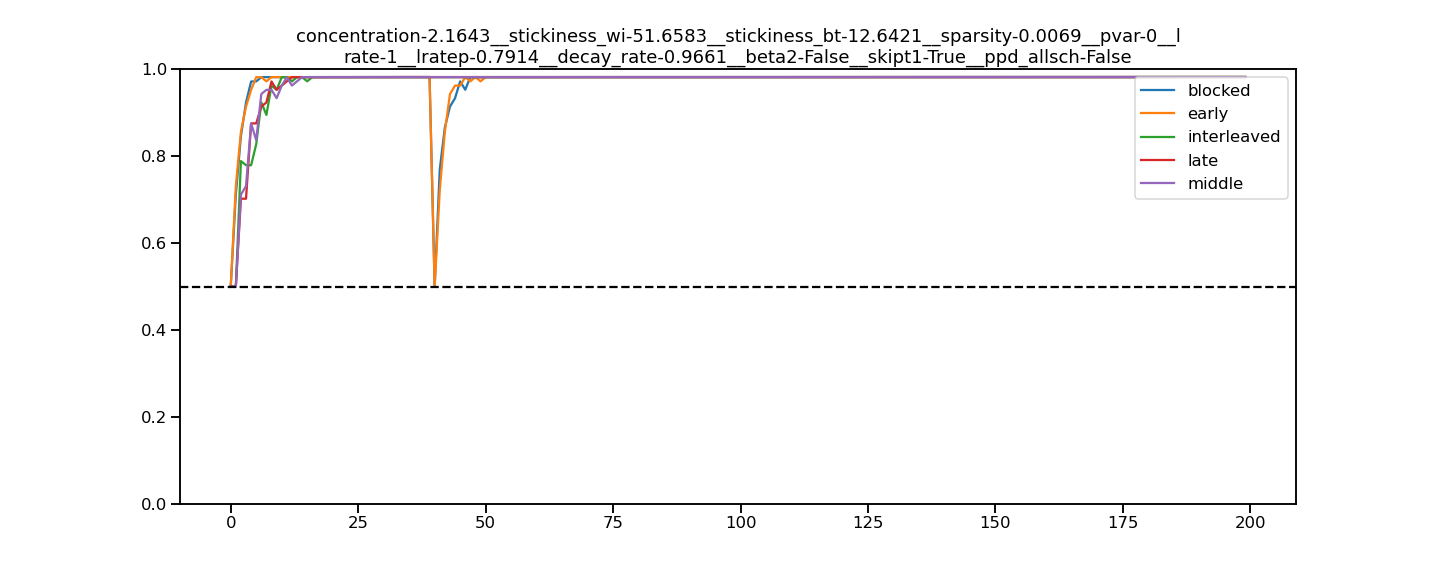 concentration-2.1643__stickiness_wi-51.6583__stickiness_bt-12.6421__sparsity-0.0069__pvar-0__l
rate-1__lratep-0.7914__decay_rate-0.9661__beta2-False__skipt1-True__ppd_allsch-False
1.0
0.8
0.6
0.4
0.2
0.0
blocked
early
interleaved
late
middle
0 25 50 75 100 125 150 175 200